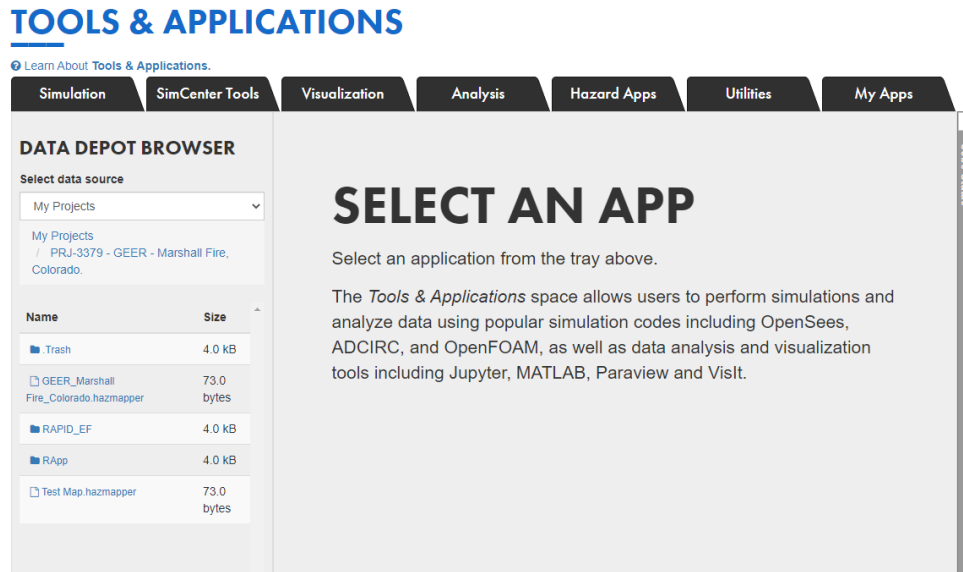 TOOLS & APPLICATIONS
Learn About Tools & Applications.
Simulation
SimCenter Tools
Visualization
Analysis
Hazard Apps
Utilities
My Apps
DATA DEPOT BROWSER
Select data source
My Projects
My Projects
/ PRJ-3379 - GEER - Marshall Fire,
Colorado.
Name Size
.Trash 4.0 kB
GEER_Marshall 73.0
Fire_Colorado.hazmapper bytes
RAPID_EF 4.0 kB
RApp 4.0 kB
Test Map.hazmapper 73.0
bytes
SELECT AN APP
Select an application from the tray above.
The Tools & Applications space allows users to perform simulations and
analyze data using popular simulation codes including OpenSees,
ADCIRC, and OpenFOAM, as well as data analysis and visualization
tools including Jupyter, MATLAB, Paraview and VisIt.